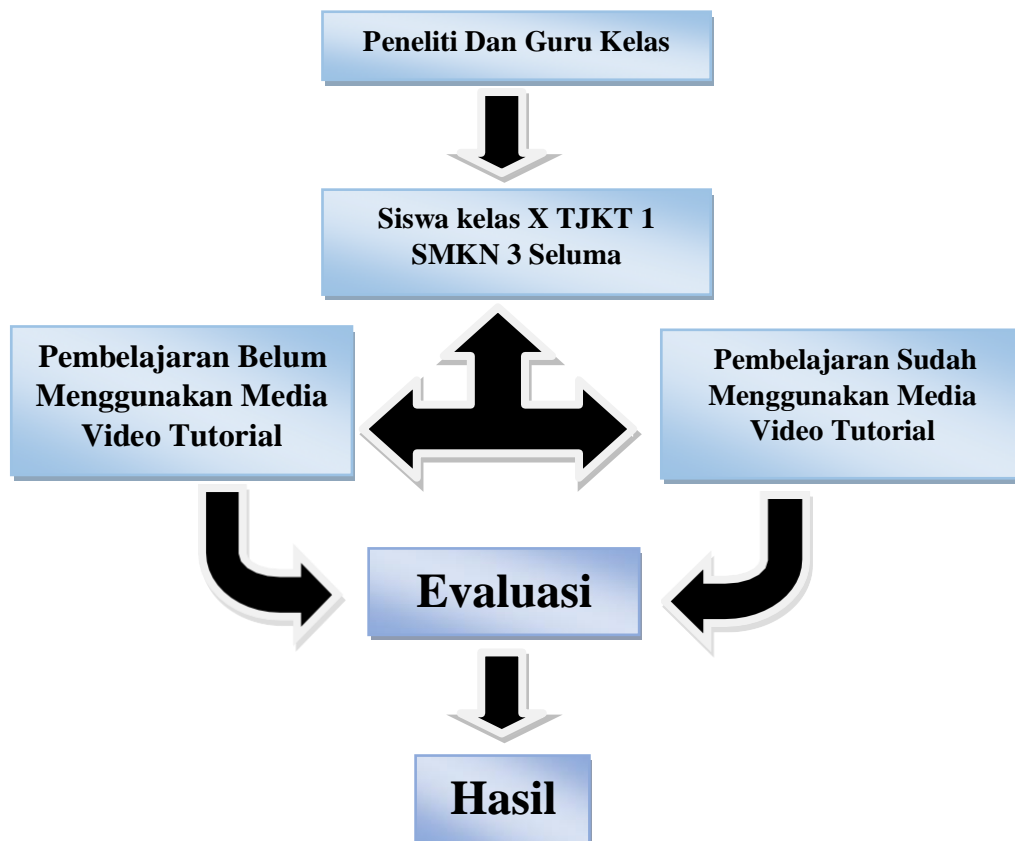 Peneliti Dan Guru Kelas
Siswa kelas X TJKT 1
SMKN 3 Seluma
Pembelajaran Belum
Menggunakan Media
Video Tutorial
Pembelajaran Sudah
Menggunakan Media
Video Tutorial
Evaluasi
Hasil